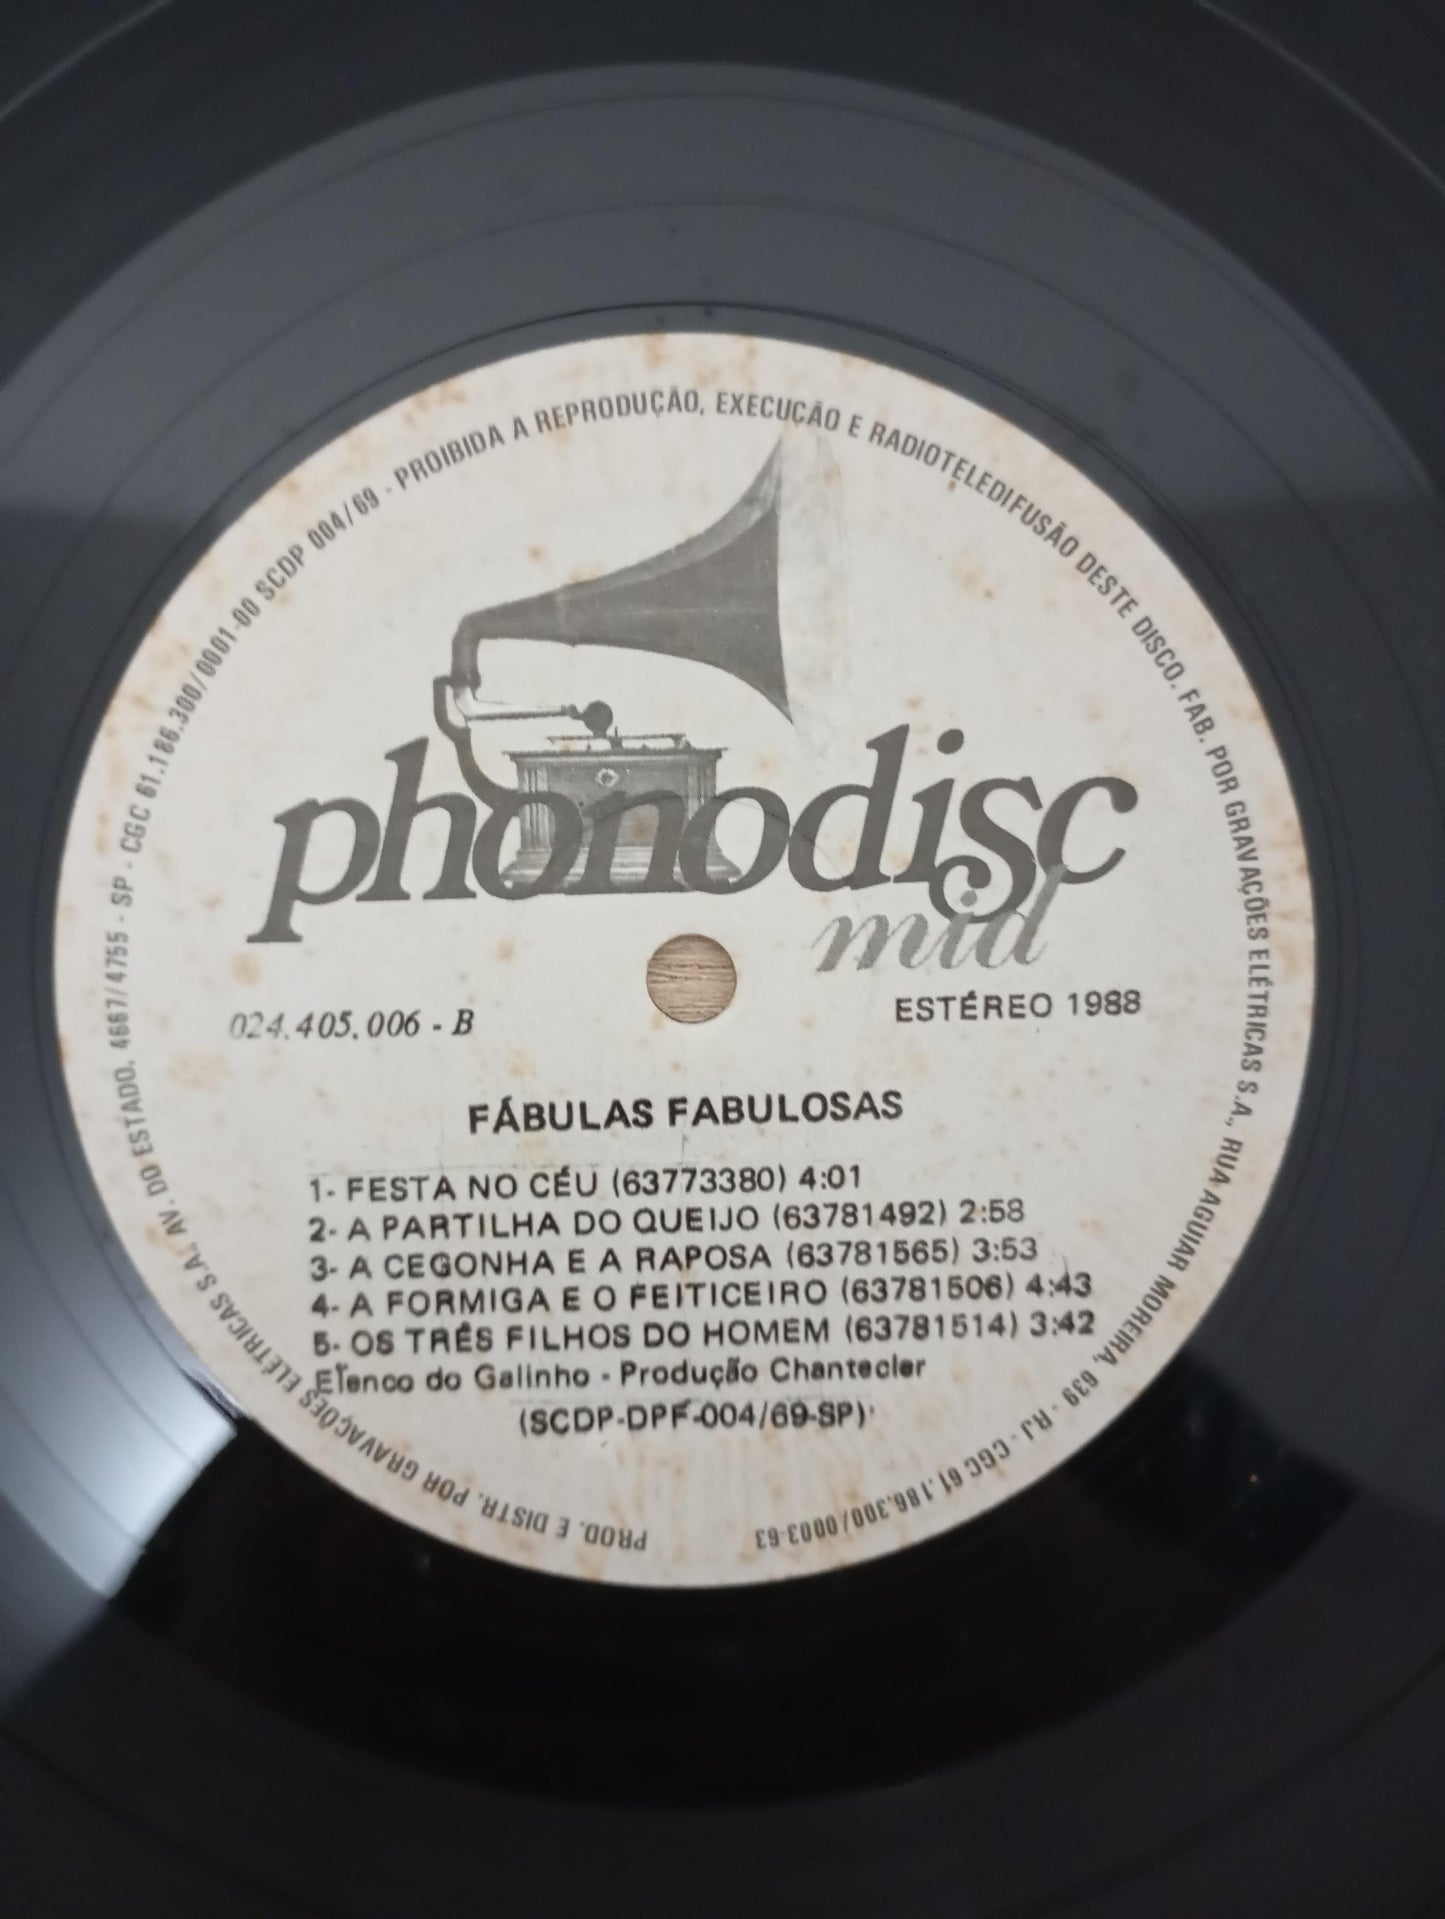 PROD. E DISTR. POR GRAVAÇÕES ELÉTRICAS S.A., AV. DO ESTADO, 4667/4755 - SP - CGC 61.186.300/0001-00 SCDP 004/69 - PROIBIDA A REPRODUÇÃO, EXECUÇÃO E RADIOTELEDIFUSÃO DESTE DISCO. FAB. POR GRAVAÇÕES ELÉTRICAS S.A., RUA AGUIAR MOREIRA, 639 - RJ - CGC 61.186.300/0003-63
phonodisc
mid
024.405.006 - B
ESTÉREO 1988
FÁBULAS FABULOSAS
1- FESTA NO CÉU (63773380) 4:01
2- A PARTILHA DO QUEIJO (63781492) 2:58
3- A CEGONHA E A RAPOSA (63781565) 3:53
4- A FORMIGA E O FEITICEIRO (63781506) 4:43
5- OS TRÊS FILHOS DO HOMEM (63781514) 3:42
Elenco do Galinho - Produção Chantecler
(SCDP-DPF-004/69-SP)